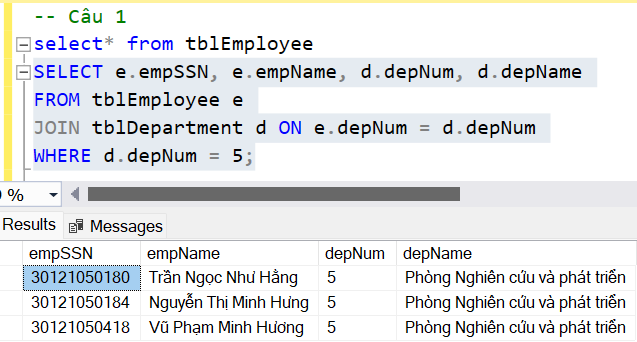 -- Câu 1
select* from tblEmployee
SELECT e.empSSN, e.empName, d.depNum, d.depName
FROM tblEmployee e
JOIN tblDepartment d ON e.depNum = d.depNum
WHERE d.depNum = 5;
%
Results Messages
empSSN empName depNum depName
30121050180 Trần Ngọc Như Hằng 5 Phòng Nghiên cứu và phát triển
30121050184 Nguyễn Thị Minh Hưng 5 Phòng Nghiên cứu và phát triển
30121050418 Vũ Phạm Minh Hương 5 Phòng Nghiên cứu và phát triển